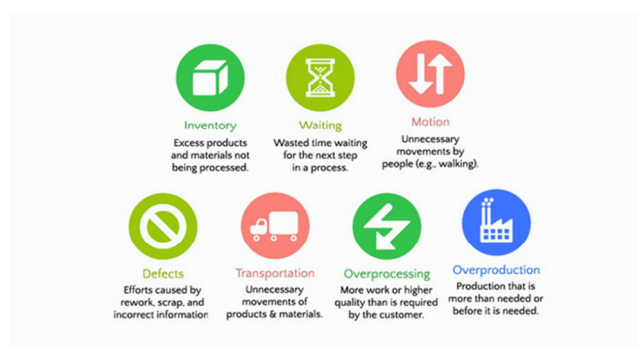 Inventory
Excess products
and materials not
being processed.
Waiting
Wasted time waiting
for the next step
in a process.
Motion
Unnecessary
movements by
people (e.g., walking).
Defects
Efforts caused by
rework, scrap, and
incorrect information
Transportation
Unnecessary
movements of
products & materials.
Overprocessing
More work or higher
quality than is required
by the customer.
Overproduction
Production that is
more than needed or
before it is needed.